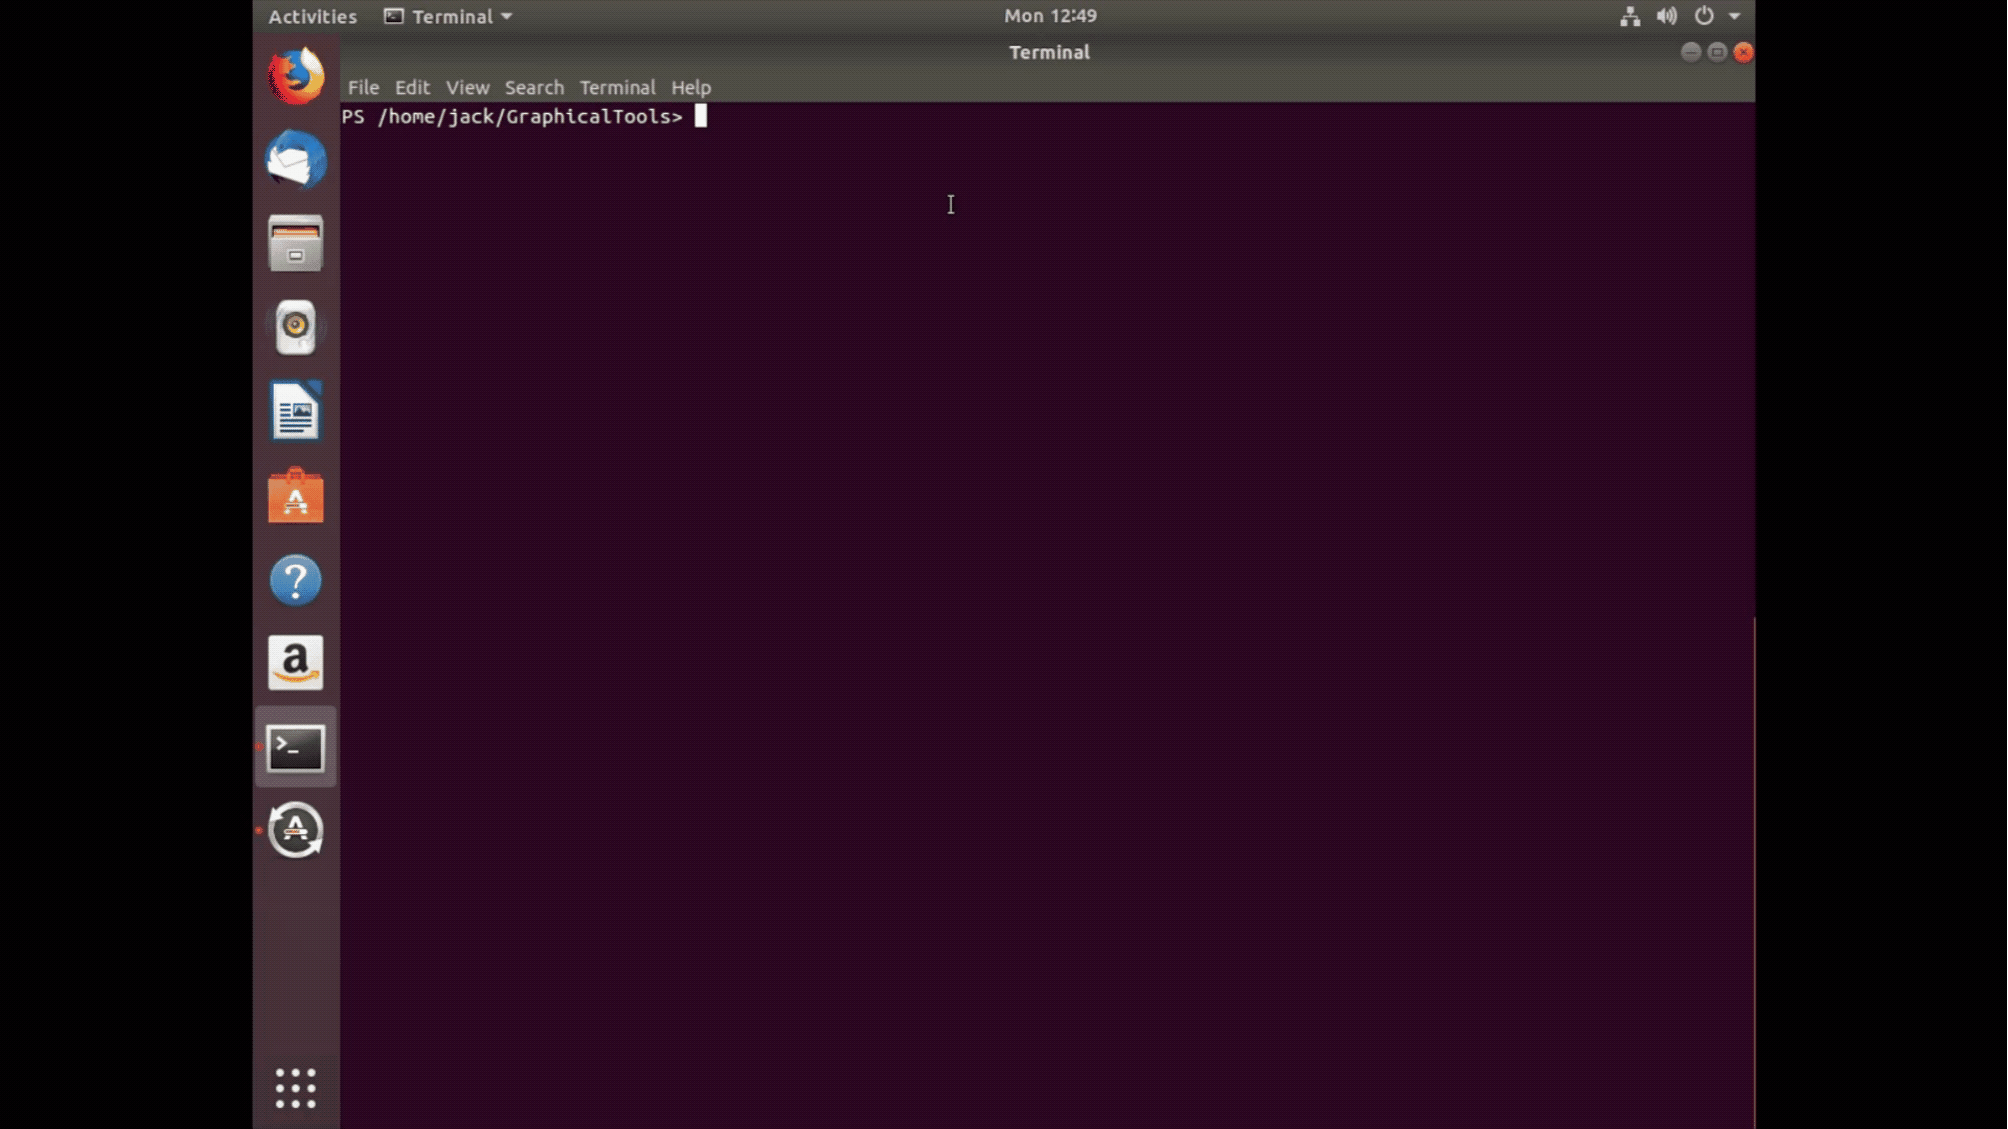 Activities Terminal Mon 12:49
Terminal
File Edit View Search Terminal Help
PS /home/jack/GraphicalTools>